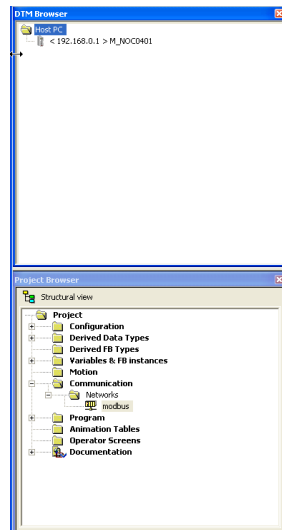 DTM Browser
Host PC
< 192.168.0.1 > M_NOC0401
Project Browser
Structural view
Project
Configuration
Derived Data Types
Derived FB Types
Variables & FB instances
Motion
Communication
Networks
modbus
Program
Animation Tables
Operator Screens
Documentation